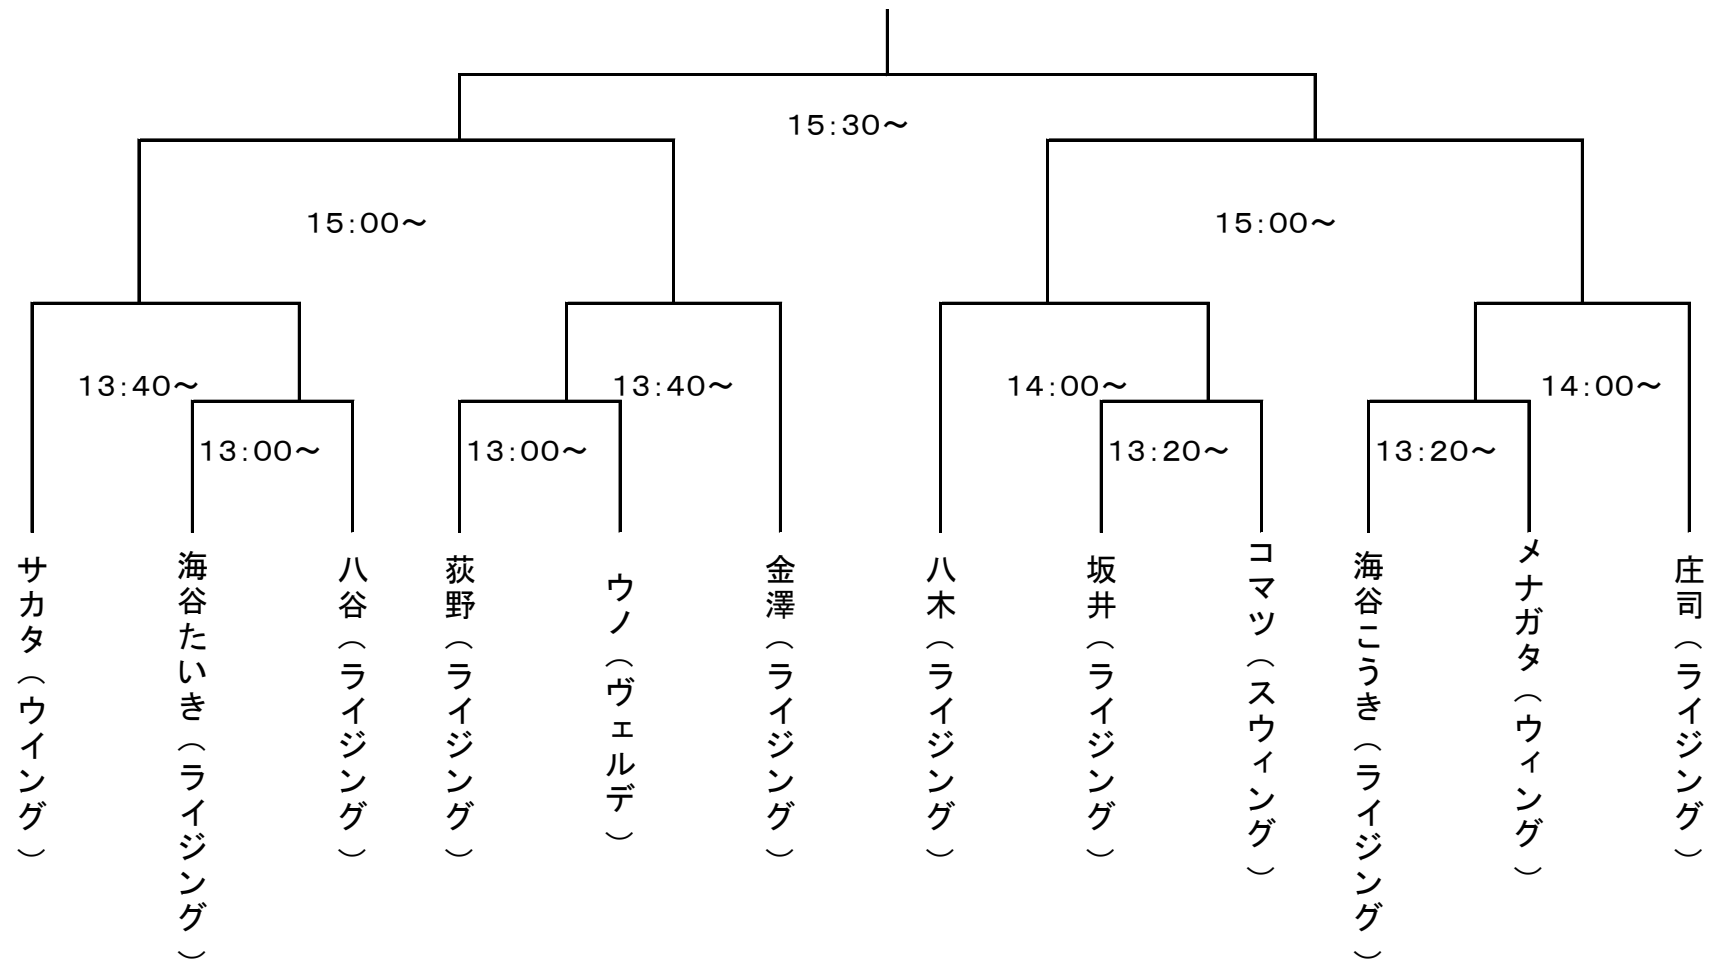 15:30～
15:00～
15:00～
13:40～
13:40～
14:00～
14:00～
13:00～
13:00～
13:20～
13:20～
サカタ（ウイング）
海谷たいき（ライジング）
八谷（ライジング）
荻野（ライジング）
ウノ（ヴェルデ）
金澤（ライジング）
八木（ライジング）
坂井（ライジング）
コマツ（スウィング）
海谷こうき（ライジング）
メナガタ（ウィング）
庄司（ライジング）